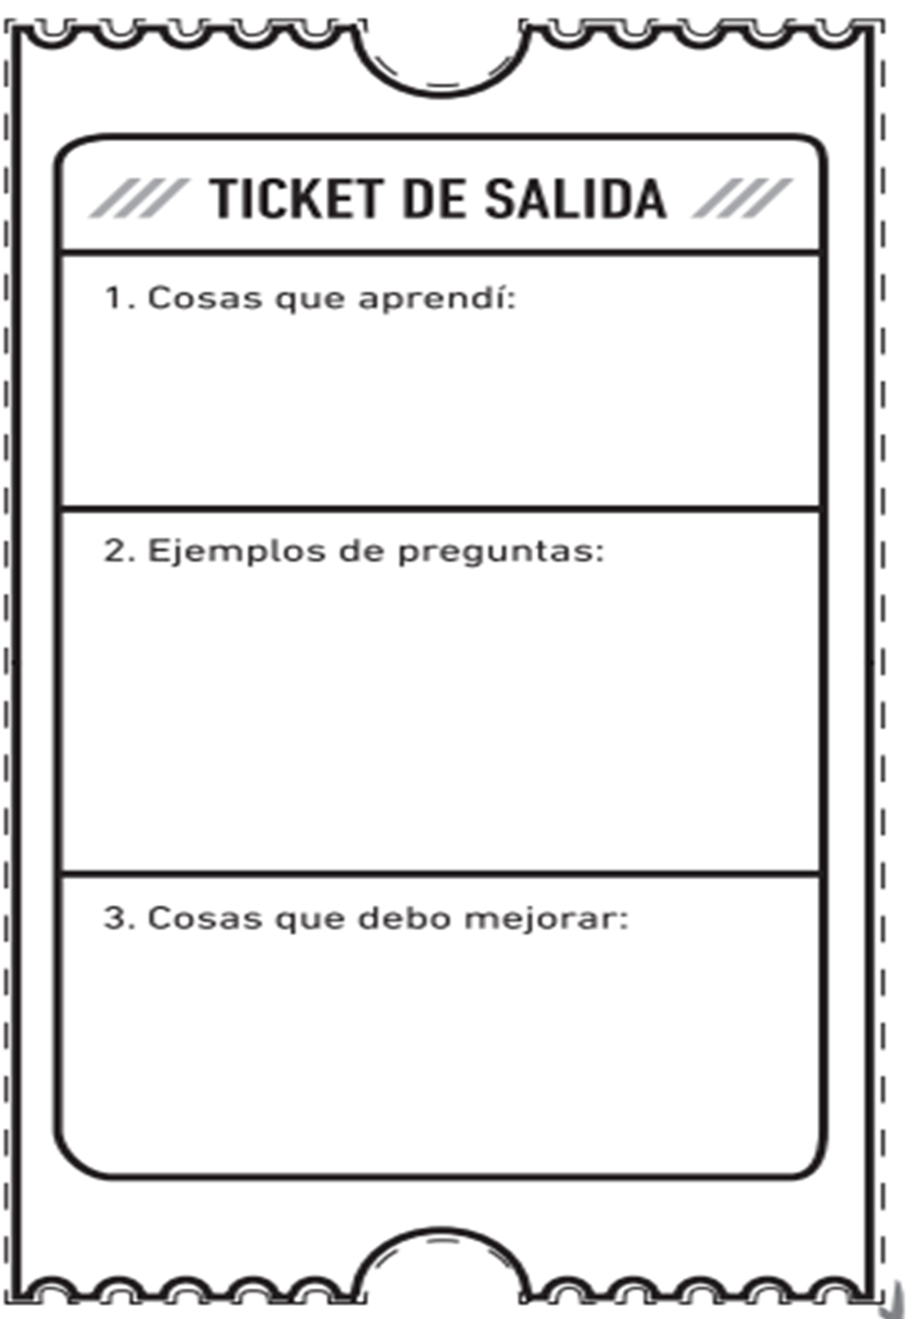 TICKET DE SALIDA
1. Cosas que aprendí:
2. Ejemplos de preguntas:
3. Cosas que debo mejorar: